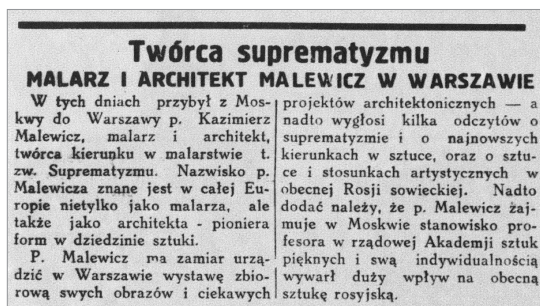 Twórca suprematyzmu
MALARZ I ARCHITEKT MALEWICZ W WARSZAWIE
W tych dniach przybył z Mos-
kwy do Warszawy p. Kazimierz
Malewicz, malarz i architekt,
twórca kierunku w malarstwie t.
zw. Suprematyzmu. Nazwisko p.
Malewicza znane jest w całej Eu-
ropie nietylko jako malarza, ale
także jako architekta - pioniera
form w dziedzinie sztuki.
P. Malewicz ma zamiar urzą-
dzić w Warszawie wystawę zbio-
rową swych obrazów i ciekawych
projektów architektonicznych — a
nadto wygłosi kilka odczytów o
suprematyzmie i o najnowszych
kierunkach w sztuce, oraz o sztu-
ce i stosunkach artystycznych w
obecnej Rosji sowieckiej. Nadto
dodać należy, że p. Malewicz zaj-
muje w Moskwie stanowisko pro-
fesora w rządowej Akademji sztuk
pięknych i swą indywidualnością
wywarł duży wpływ na obecną
sztukę rosyjską.